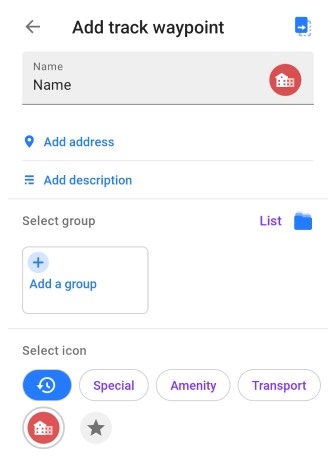 Add track waypoint
Name
Name
Add address
Add description
Select group
List
Add a group
Select icon
Special
Amenity
Transport